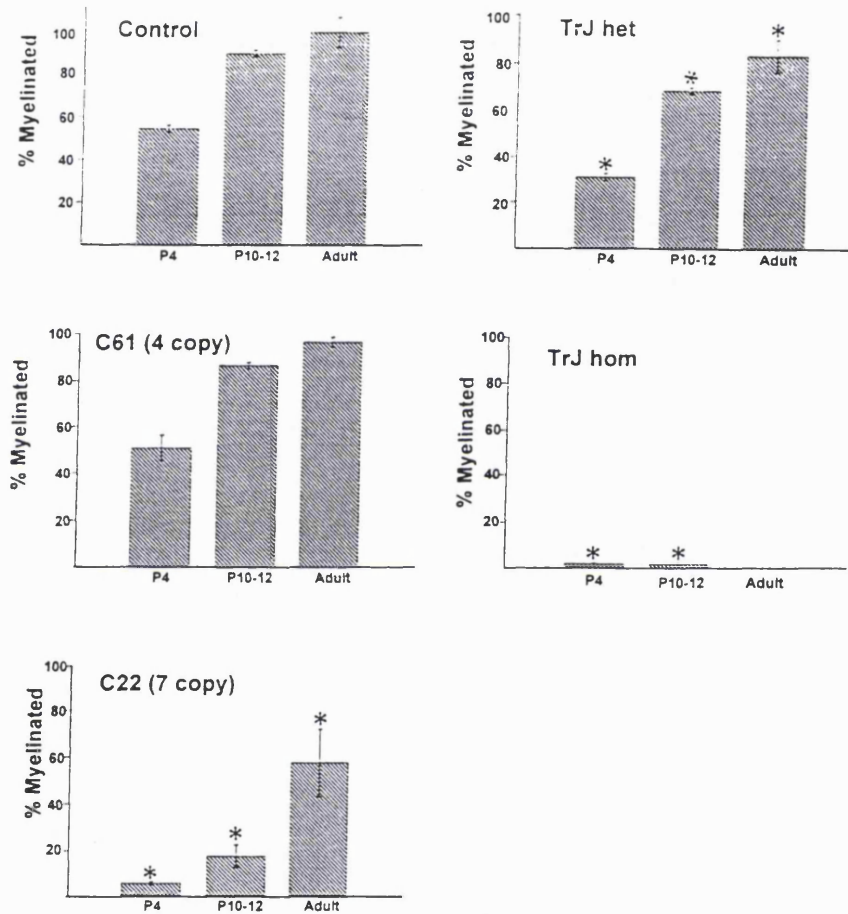 Control
% Myelinated
100
80
60
40
20
P4
P10-12
Adult
TrJ het
% Myelinated
100
80
60
40
20
*
*
*
P4
P10-12
Adult
C61 (4 copy)
% Myelinated
100
80
60
40
20
P4
P10-12
Adult
TrJ hom
% Myelinated
100
80
60
40
20
*
*
P4
P10-12
Adult
C22 (7 copy)
% Myelinated
100
80
60
40
20
*
*
*
P4
P10-12
Adult